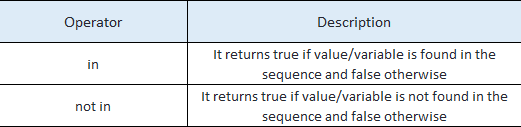 Operator Description
in It returns true if value/variable is found in the
sequence and false otherwise
not in It returns true if value/variable is not found in the
sequence and false otherwise